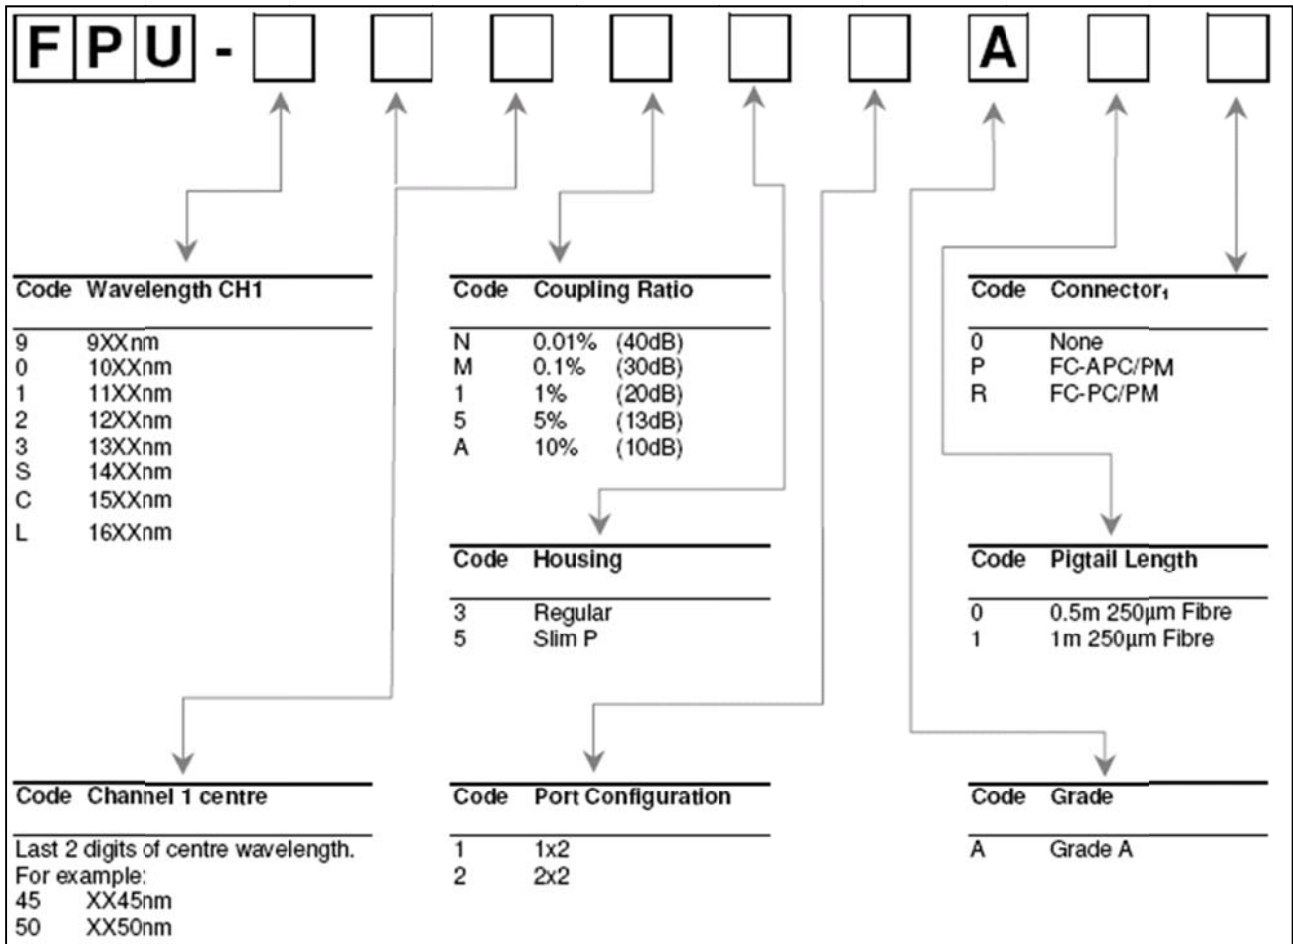 FPU- A
Code Wavelength CH1
9 9XXnm
0 10XXnm
1 11XXnm
2 12XXnm
3 13XXnm
S 14XXnm
C 15XXnm
L 16XXnm
Code Channel 1 centre
Last 2 digits of centre wavelength.
For example:
45 XX45nm
50 XX50nm
Code Coupling Ratio
N 0.01% (40dB)
M 0.1% (30dB)
1 1% (20dB)
5 5% (13dB)
A 10% (10dB)
Code Housing
3 Regular
5 Slim P
Code Port Configuration
1 1x2
2 2x2
Code Connector₁
0 None
P FC-APC/PM
R FC-PC/PM
Code Pigtail Length
0 0.5m 250µm Fibre
1 1m 250µm Fibre
Code Grade
A Grade A